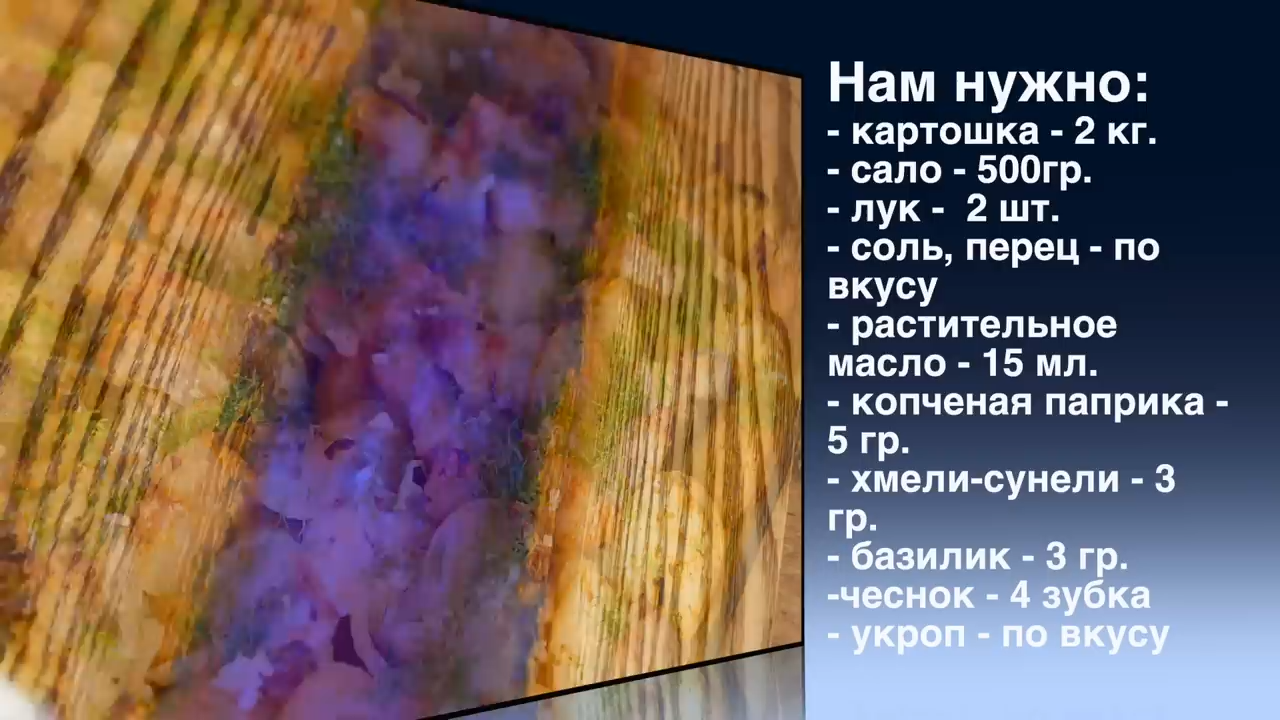 Нам нужно:
- картошка - 2 кг.
- сало - 500гр.
- лук -  2 шт.
- соль, перец - по
вкусу
- растительное
масло - 15 мл.
- копченая паприка -
5 гр.
- хмели-сунели - 3
гр.
- базилик - 3 гр.
-чеснок - 4 зубка
- укроп - по вкусу